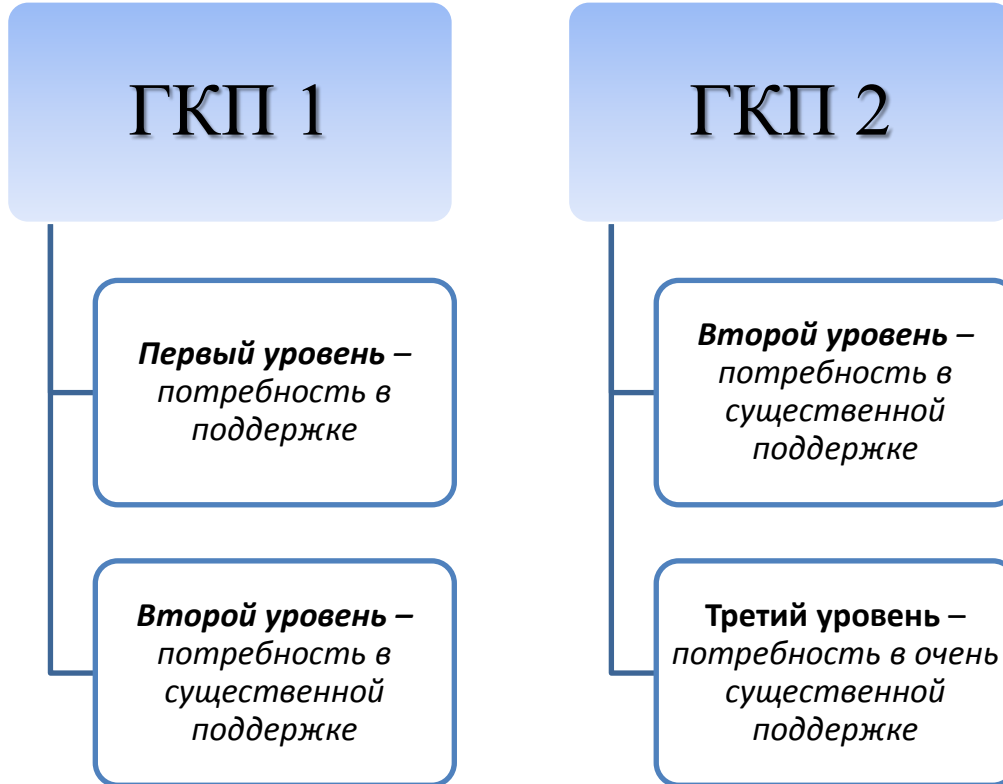 ГКП 1
Первый уровень –
потребность в
поддержке
Второй уровень –
потребность в
существенной
поддержке
ГКП 2
Второй уровень –
потребность в
существенной
поддержке
Третий уровень –
потребность в очень
существенной
поддержке